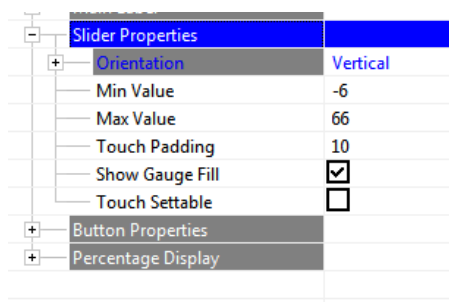 Slider Properties
Orientation Vertical
Min Value -6
Max Value 66
Touch Padding 10
Show Gauge Fill
Touch Settable
Button Properties
Percentage Display